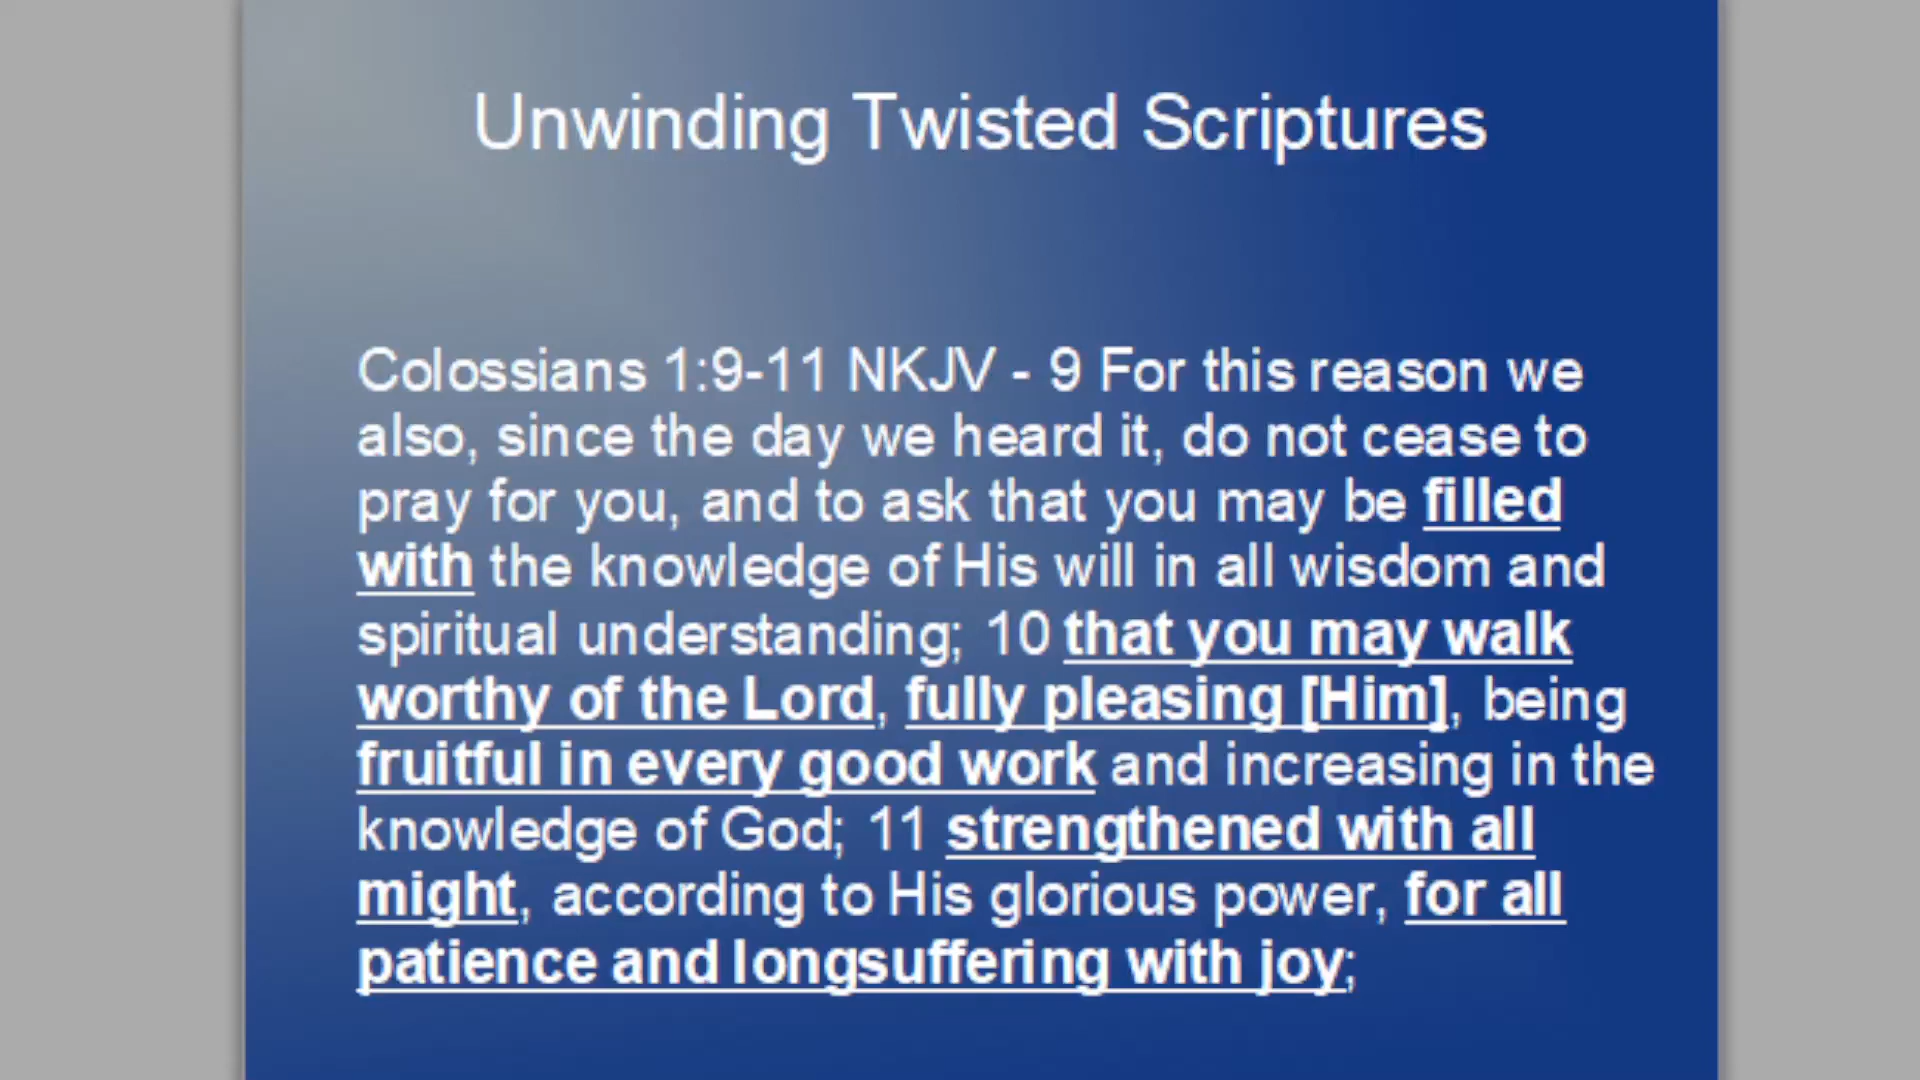 Unwinding Twisted Scriptures
Colossians 1:9-11 NKJV - 9 For this reason we
also, since the day we heard it, do not cease to
pray for you, and to ask that you may be filled
with the knowledge of His will in all wisdom and
spiritual understanding; 10 that you may walk
worthy of the Lord, fully pleasing [Him], being
fruitful in every good work and increasing in the
knowledge of God; 11 strengthened with all
might, according to His glorious power, for all
patience and longsuffering with joy;